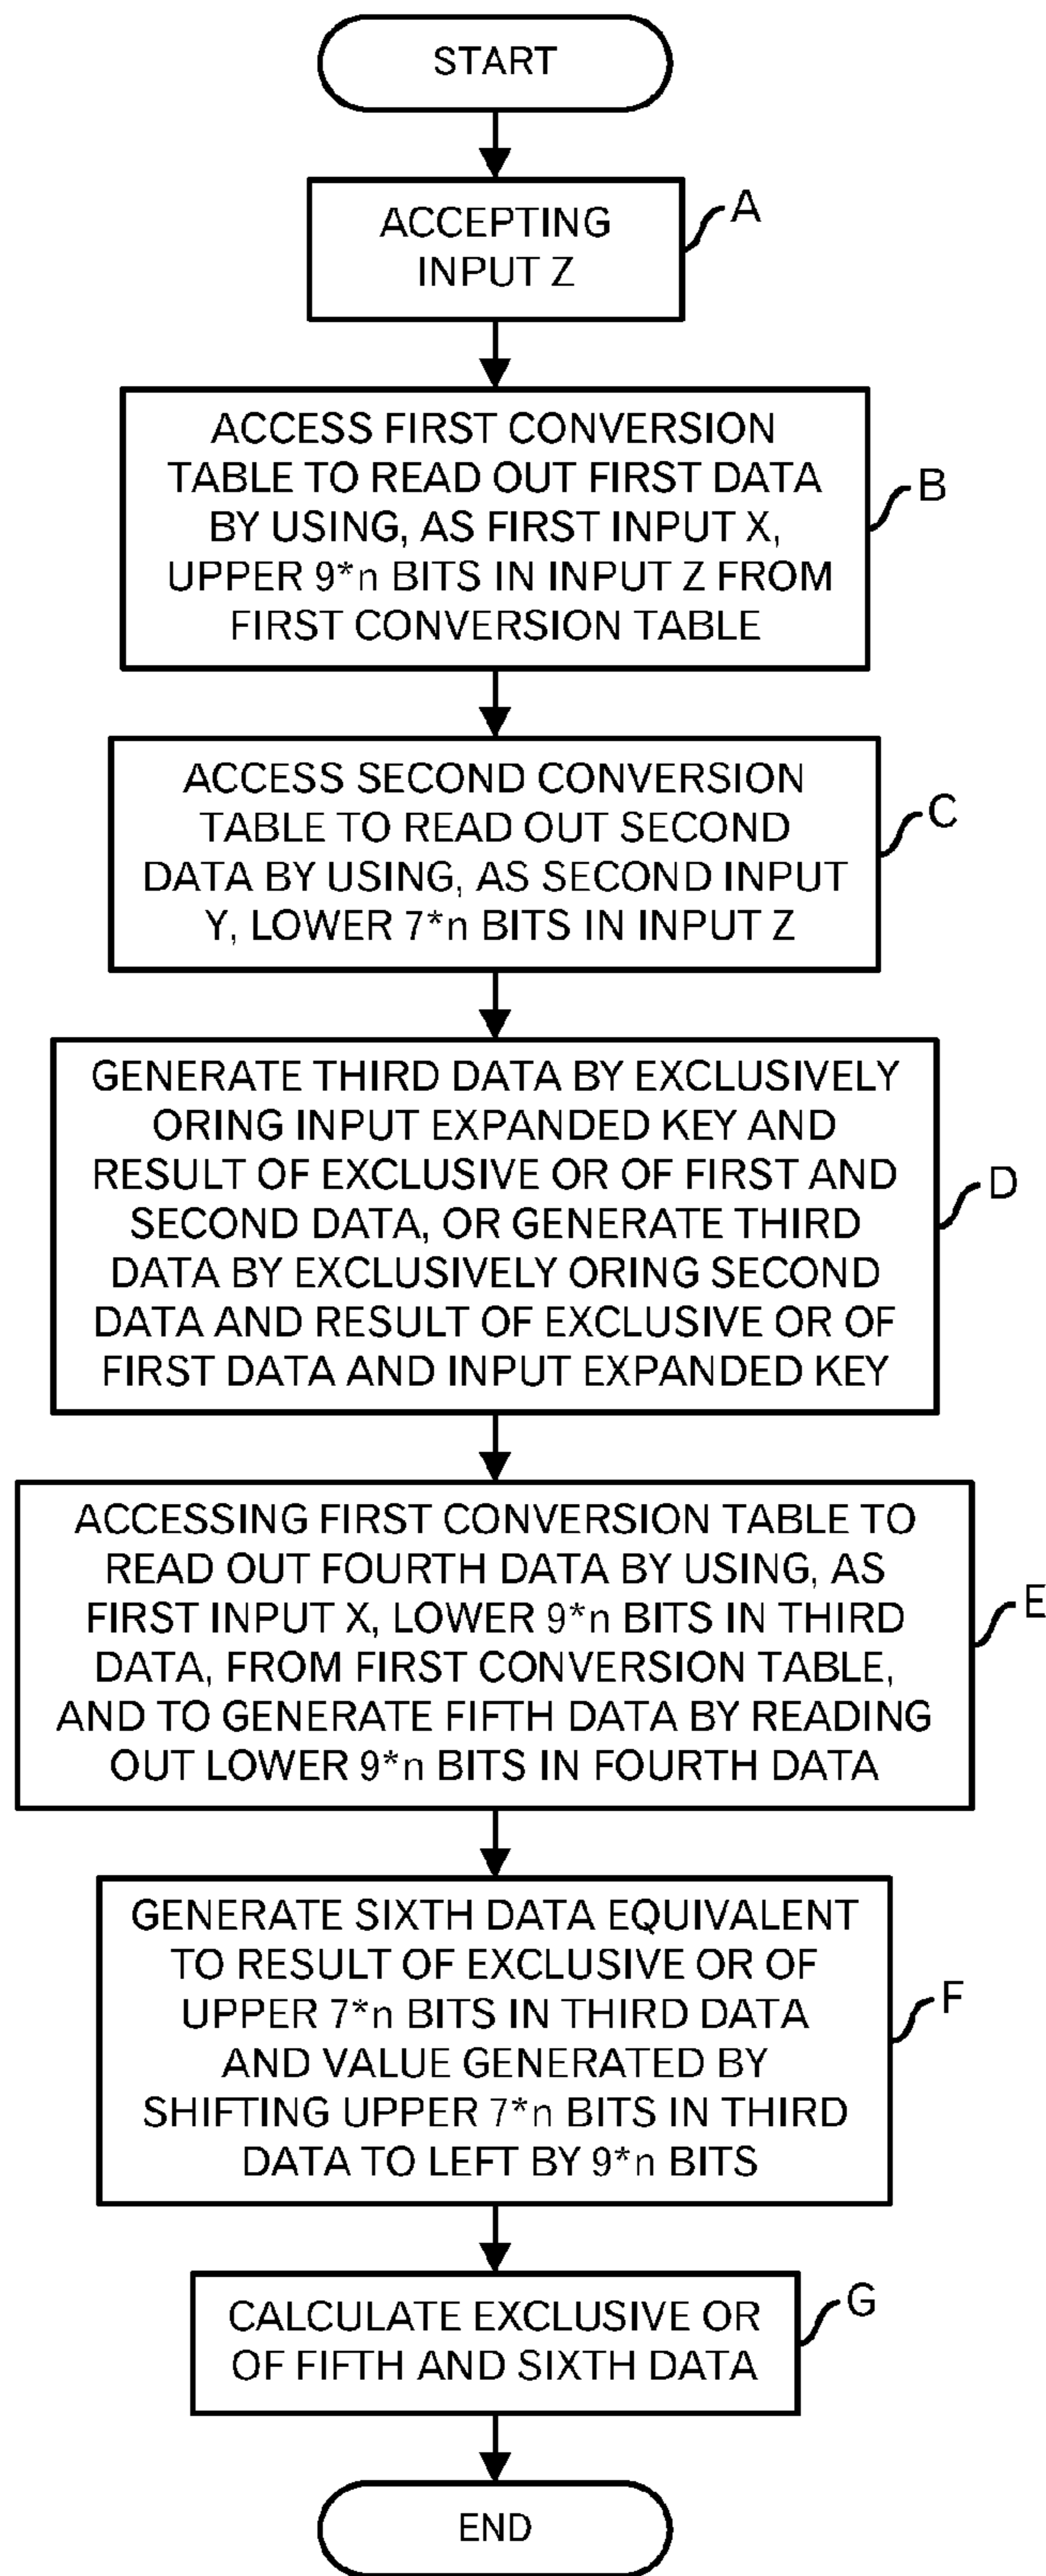 START
ACCEPTING
INPUT Z
A
ACCESS FIRST CONVERSION
TABLE TO READ OUT FIRST DATA
BY USING, AS FIRST INPUT X,
UPPER 9*n BITS IN INPUT Z FROM
FIRST CONVERSION TABLE
B
ACCESS SECOND CONVERSION
TABLE TO READ OUT SECOND
DATA BY USING, AS SECOND INPUT
Y, LOWER 7*n BITS IN INPUT Z
C
GENERATE THIRD DATA BY EXCLUSIVELY
ORING INPUT EXPANDED KEY AND
RESULT OF EXCLUSIVE OR OF FIRST AND
SECOND DATA, OR GENERATE THIRD
DATA BY EXCLUSIVELY ORING SECOND
DATA AND RESULT OF EXCLUSIVE OR OF
FIRST DATA AND INPUT EXPANDED KEY
D
ACCESSING FIRST CONVERSION TABLE TO
READ OUT FOURTH DATA BY USING, AS
FIRST INPUT X, LOWER 9*n BITS IN THIRD
DATA, FROM FIRST CONVERSION TABLE,
AND TO GENERATE FIFTH DATA BY READING
OUT LOWER 9*n BITS IN FOURTH DATA
E
GENERATE SIXTH DATA EQUIVALENT
TO RESULT OF EXCLUSIVE OR OF
UPPER 7*n BITS IN THIRD DATA
AND VALUE GENERATED BY
SHIFTING UPPER 7*n BITS IN THIRD
DATA TO LEFT BY 9*n BITS
F
CALCULATE EXCLUSIVE OR
OF FIFTH AND SIXTH DATA
G
END